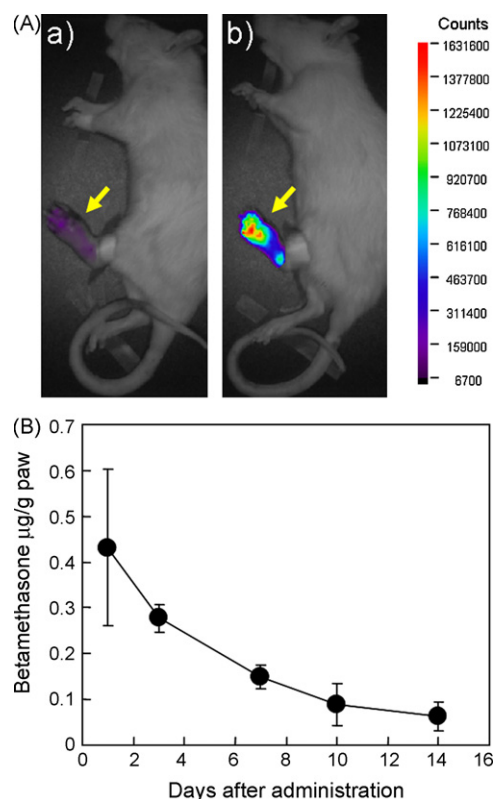 (A)
a)
b)
Counts
1631600
1377800
1225400
1073100
920700
768400
616100
463700
311400
159000
6700
(B)
Betamethasone µg/g paw
0.7
0.6
0.5
0.4
0.3
0.2
0.1
0
0 2 4 6 8 10 12 14 16
Days after administration